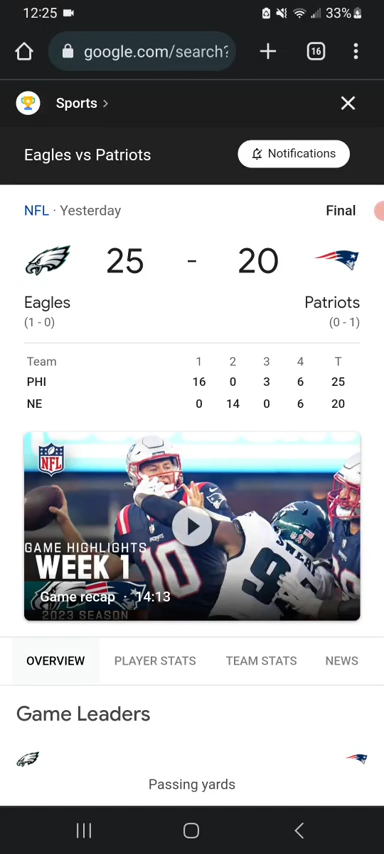 12:25 33%
google.com/search? 16
Sports >
Eagles vs Patriots Notifications
NFL · Yesterday Final
25 - 20
Eagles Patriots
(1 - 0) (0 - 1)
Team 1 2 3 4 T
PHI 16 0 3 6 25
NE 0 14 0 6 20
NFL
GAME HIGHLIGHTS
WEEK 1
Game recap · 14:13
2023 SEASON
10
OVERVIEW PLAYER STATS TEAM STATS NEWS
Game Leaders
Passing yards